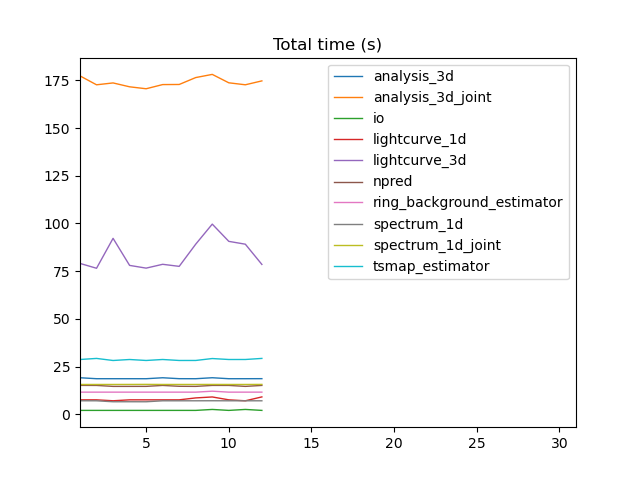 Total time (s)
175
150
125
100
75
50
25
0
5
10
15
20
25
30
analysis_3d
analysis_3d_joint
io
lightcurve_1d
lightcurve_3d
npred
ring_background_estimator
spectrum_1d
spectrum_1d_joint
tsmap_estimator